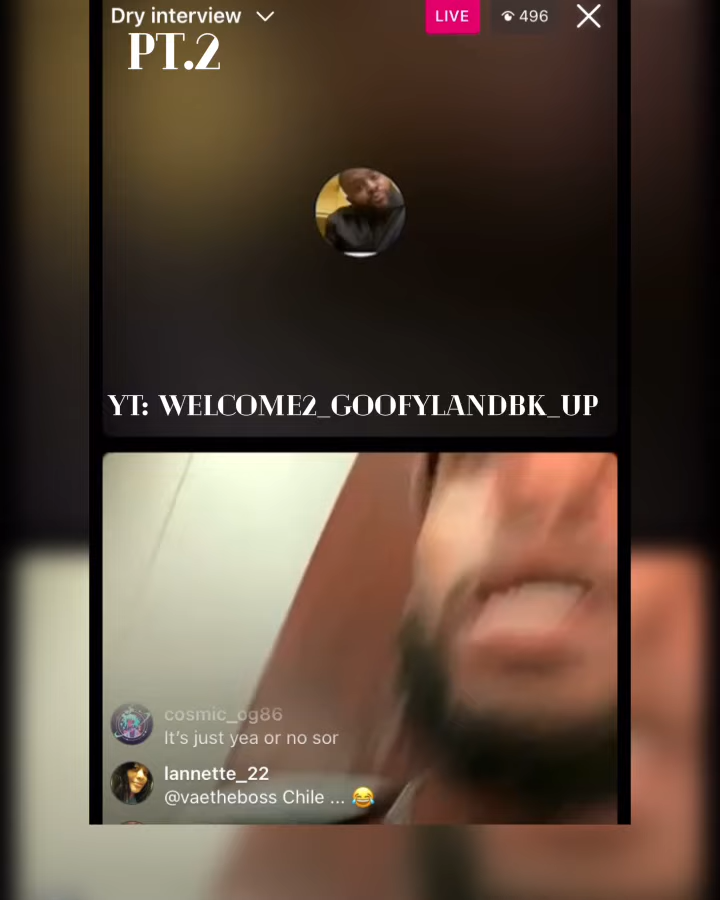 Dry interview
LIVE
496
PT.2
YT: WELCOME2_GOOFYLANDBK_UP
cosmic_og86
It's just yea or no sor
lannette_22
@vaetheboss Chile ... 😂